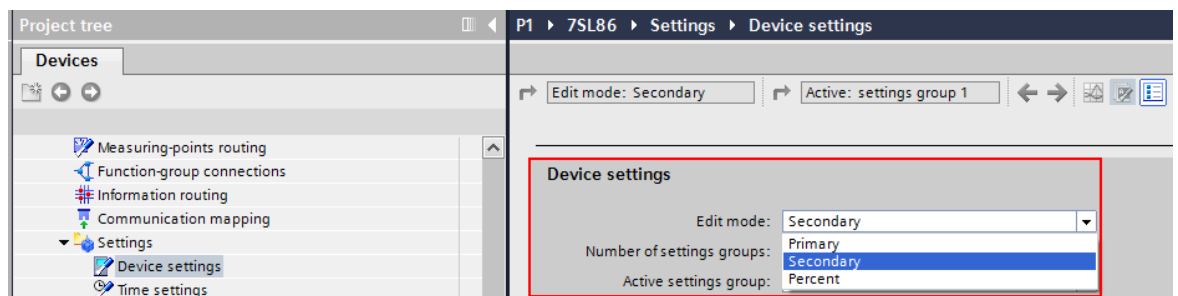 Project tree
Devices
Measuring-points routing
Function-group connections
Information routing
Communication mapping
Settings
Device settings
Time settings
P1 ▸ 7SL86 ▸ Settings ▸ Device settings
Edit mode: Secondary
Active: settings group 1
Device settings
Edit mode: Secondary
Primary
Number of settings groups:
Secondary
Active settings group:
Percent